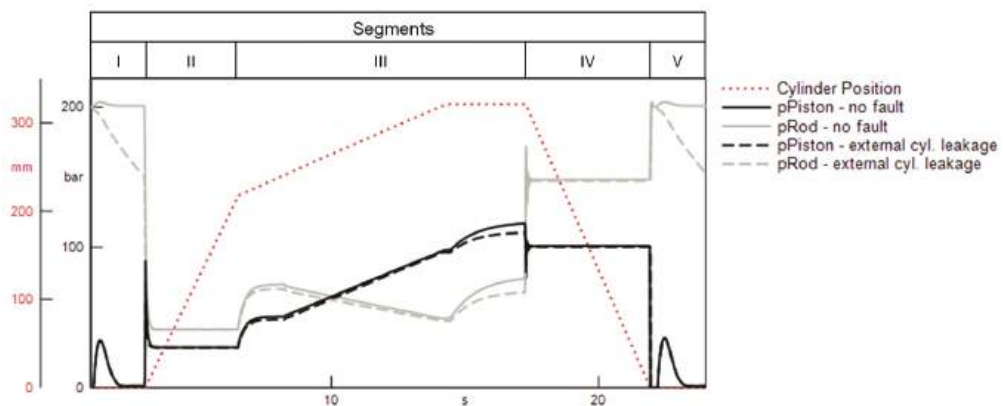 Segments
I II III IV V
300
200
100
0
mm
200
100
0
bar
10 s 20
Cylinder Position
pPiston - no fault
pRod - no fault
pPiston - external cyl. leakage
pRod - external cyl. leakage